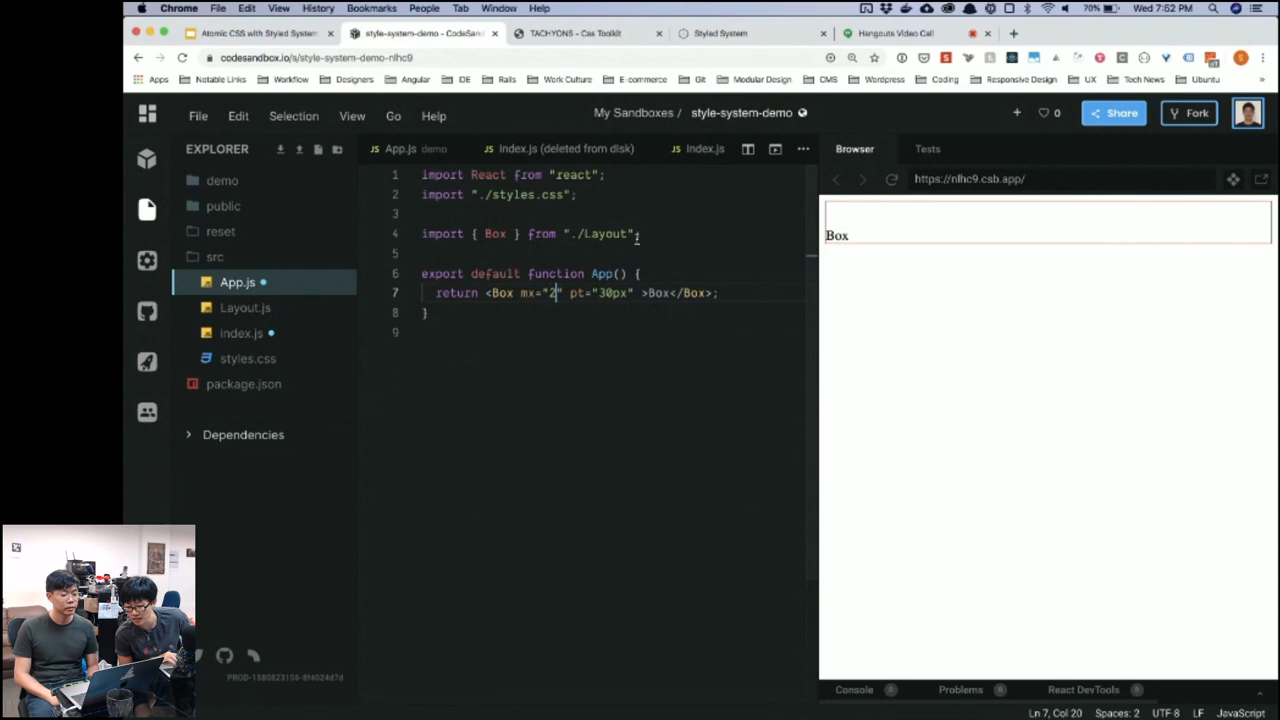 Chrome File Edit View History Bookmarks People Tab Window Help 70% Wed 7:52 PM
Atomic CSS with Styled System × style-system-demo - CodeSand × TACHYONS - Css Toolkit × Styled System × Hangouts Video Call × +
codesandbox.io/s/style-system-demo-nlhc9
Apps Notable Links Workflow Designers Angular IDE Rails Work Culture E-commerce Git Modular Design CMS Wordpress Coding Responsive Design UX Tech News Ubuntu »
File Edit Selection View Go Help My Sandboxes / style-system-demo + 0 Share Fork
EXPLORER
demo
public
reset
src
App.js
Layout.js
index.js
styles.css
package.json
Dependencies
PROD-1580823156-8f4024d7d
App.js demo Index.js (deleted from disk) Index.js
1 import React from "react";
2 import "./styles.css";
3
4 import { Box } from "./Layout";
5
6 export default function App() {
7 return <Box mx="2" pt="30px" >Box</Box>;
8 }
9
Browser Tests
https://nlhc9.csb.app/
Box
Console 0 Problems 0 React DevTools 0
Ln 7, Col 20 Spaces: 2 UTF-8 LF JavaScript